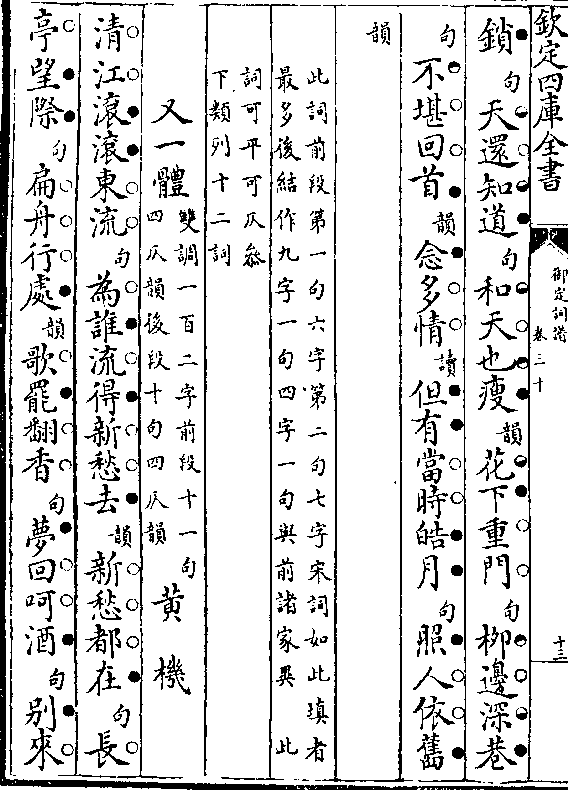 欽定四庫全書
御定詞譜
卷三十
十三
鎖句天還知道句和天也瘦韻花下重門句柳邊深巷
句不堪回首韻念多情讀但有當時皓月句照人依舊
韻
此詞前段第一句六字第二句七字宋詞如此填者
最多後結作九字一句四字一句與前諸家異　此
詞可平可仄叅
下類列十二詞
又一體雙調一百二字前段十一句四仄韻後段十句四仄韻　黃機
清江滾滾東流句為誰流得新愁去韻新愁都在句長
亭望際句扁舟行處韻歌罷翻香句夢回呵酒句别來